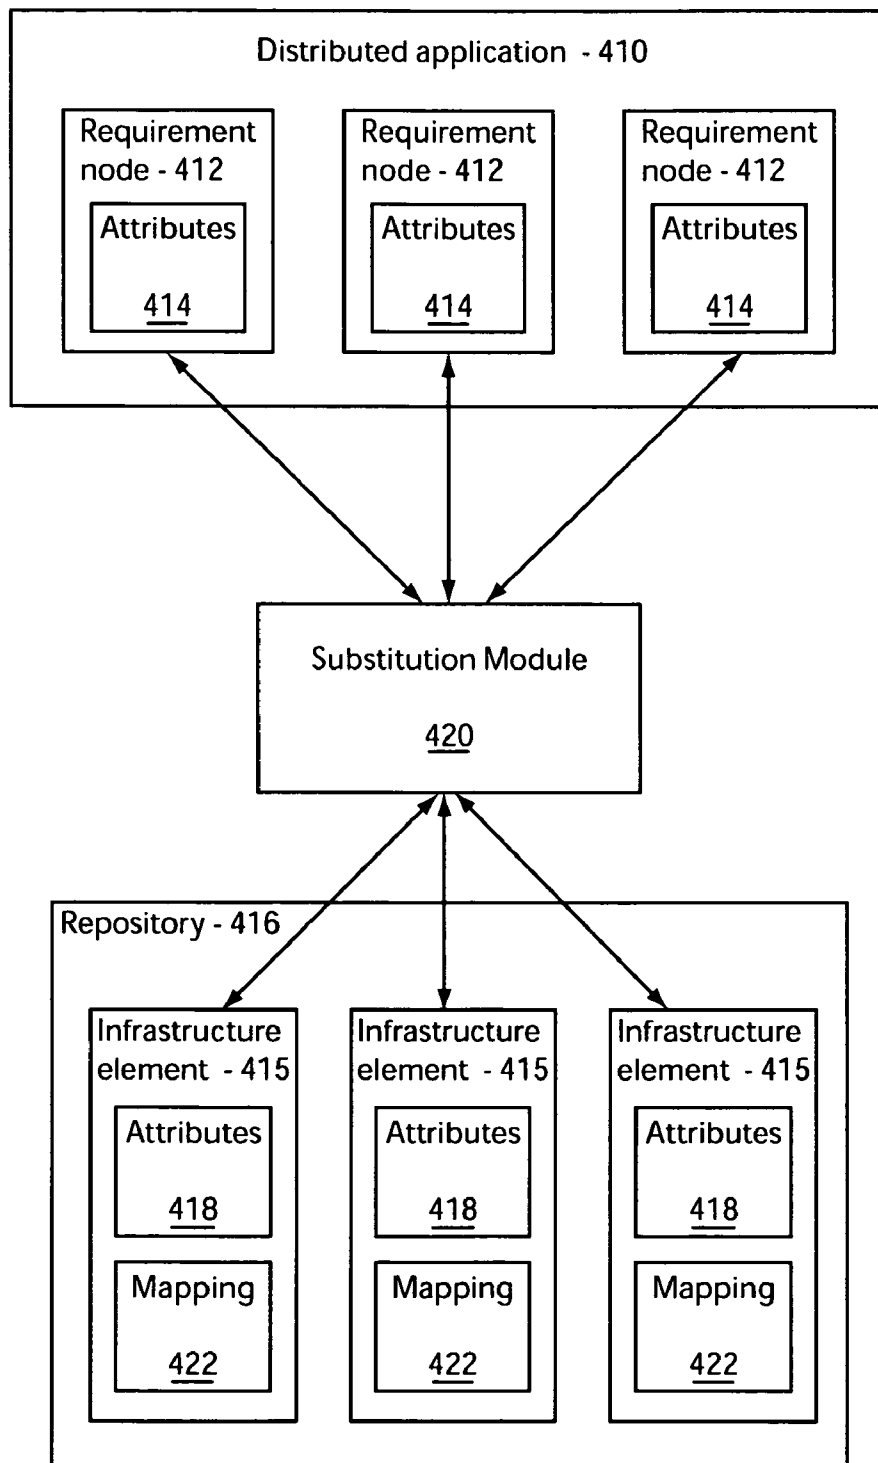 Distributed application - 410
Requirement
node - 412
Attributes
414
Requirement
node - 412
Attributes
414
Requirement
node - 412
Attributes
414
Substitution Module
420
Repository - 416
Infrastructure
element - 415
Attributes
418
Mapping
422
Infrastructure
element - 415
Attributes
418
Mapping
422
Infrastructure
element - 415
Attributes
418
Mapping
422